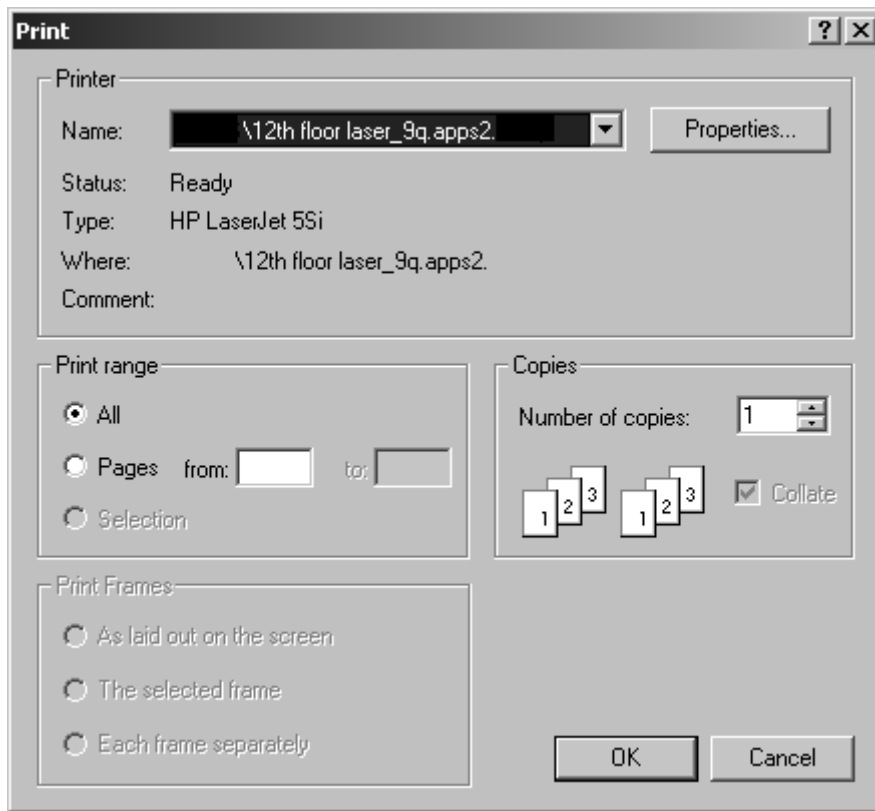 Print
Printer
Name: \12th floor laser_9q.apps2. Properties...
Status: Ready
Type: HP LaserJet 5Si
Where: \12th floor laser_9q.apps2.
Comment:
Print range
All
Pages from: to:
Selection
Copies
Number of copies: 1
1 2 3 1 2 3 Collate
Print Frames
As laid out on the screen
The selected frame
Each frame separately
OK Cancel